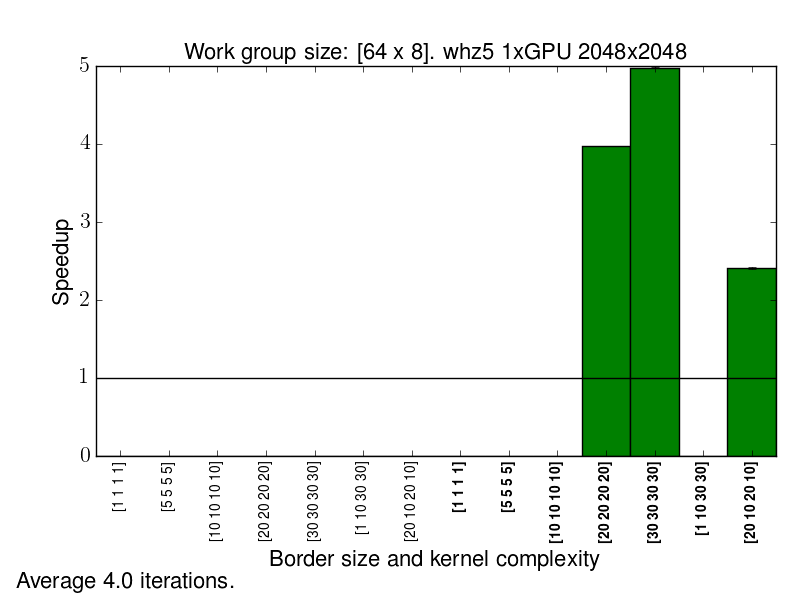 Work group size: [64 x 8]. whz5 1xGPU 2048x2048
5
4
3
2
1
0
Speedup
[1 1 1 1]
[5 5 5 5]
[10 10 10 10]
[20 20 20 20]
[30 30 30 30]
[1 10 30 30]
[20 10 20 10]
[1 1 1 1]
[5 5 5 5]
[10 10 10 10]
[20 20 20 20]
[30 30 30 30]
[1 10 30 30]
[20 10 20 10]
Border size and kernel complexity
Average 4.0 iterations.